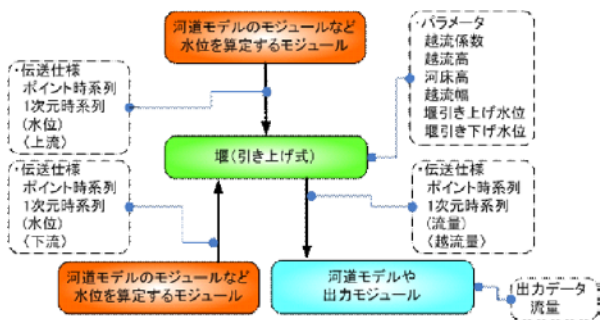 河道モデルのモジュールなど
水位を算定するモジュール
・パラメータ
越流係数
越流高
河床高
越流幅
堰引き上げ水位
堰引き下げ水位
・伝送仕様
ポイント時系列
1次元時系列
(水位)
〈上流〉
堰(引き上げ式)
・伝送仕様
ポイント時系列
1次元時系列
(水位)
〈下流〉
・伝送仕様
ポイント時系列
1次元時系列
(流量)
〈越流量〉
河道モデルのモジュールなど
水位を算定するモジュール
河道モデルや
出力モジュール
出力データ
流量